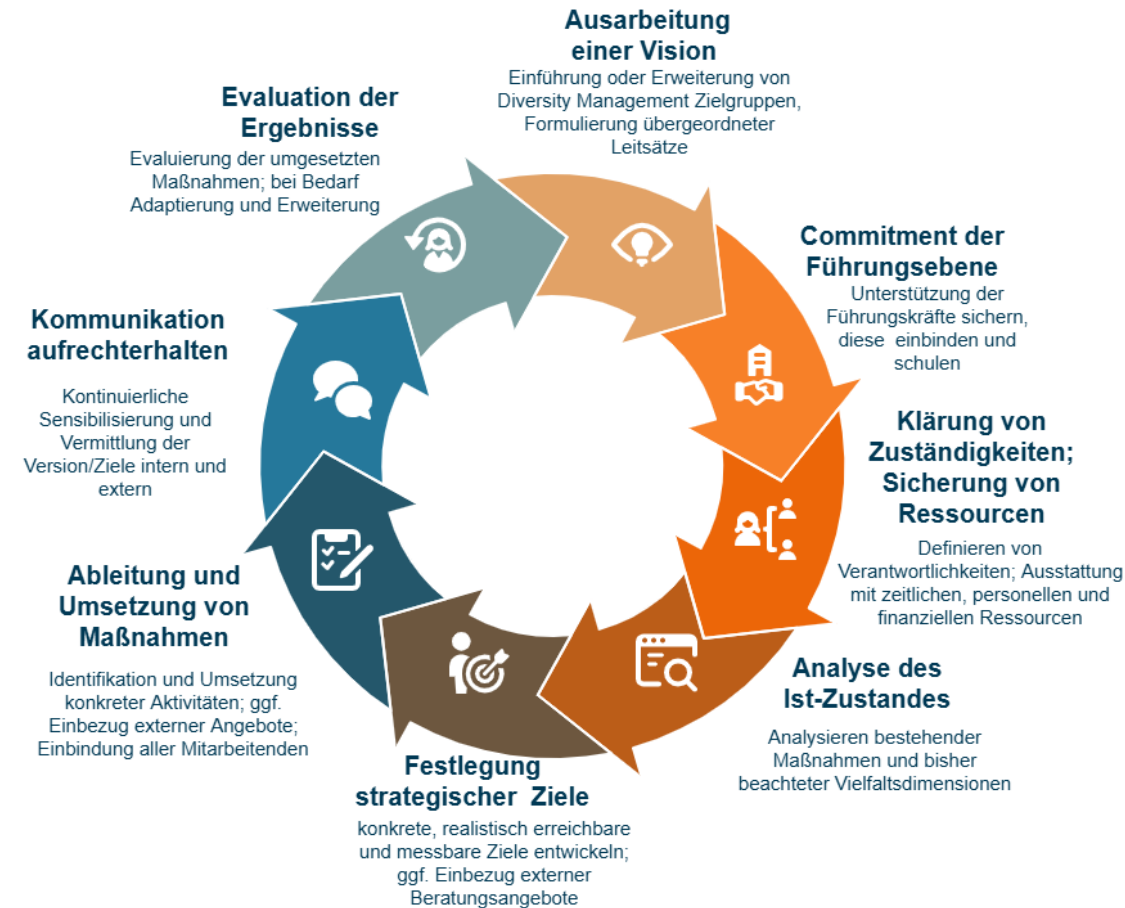 Ausarbeitung
einer Vision
Einführung oder Erweiterung von
Diversity Management Zielgruppen,
Formulierung übergeordneter
Leitsätze
Commitment der
Führungsebene
Unterstützung der
Führungskräfte sichern,
diese einbinden und
schulen
Klärung von
Zuständigkeiten;
Sicherung von
Ressourcen
Definieren von
Verantwortlichkeiten; Ausstattung
mit zeitlichen, personellen und
finanziellen Ressourcen
Analyse des
Ist-Zustandes
Analysieren bestehender
Maßnahmen und bisher
beachteter Vielfaltsdimensionen
Festlegung
strategischer Ziele
konkrete, realistisch erreichbare
und messbare Ziele entwickeln;
ggf. Einbezug externer
Beratungsangebote
Ableitung und
Umsetzung von
Maßnahmen
Identifikation und Umsetzung
konkreter Aktivitäten; ggf.
Einbezug externer Angebote;
Einbindung aller Mitarbeitenden
Kommunikation
aufrechterhalten
Kontinuierliche
Sensibilisierung und
Vermittlung der
Version/Ziele intern und
extern
Evaluation der
Ergebnisse
Evaluierung der umgesetzten
Maßnahmen; bei Bedarf
Adaptierung und Erweiterung